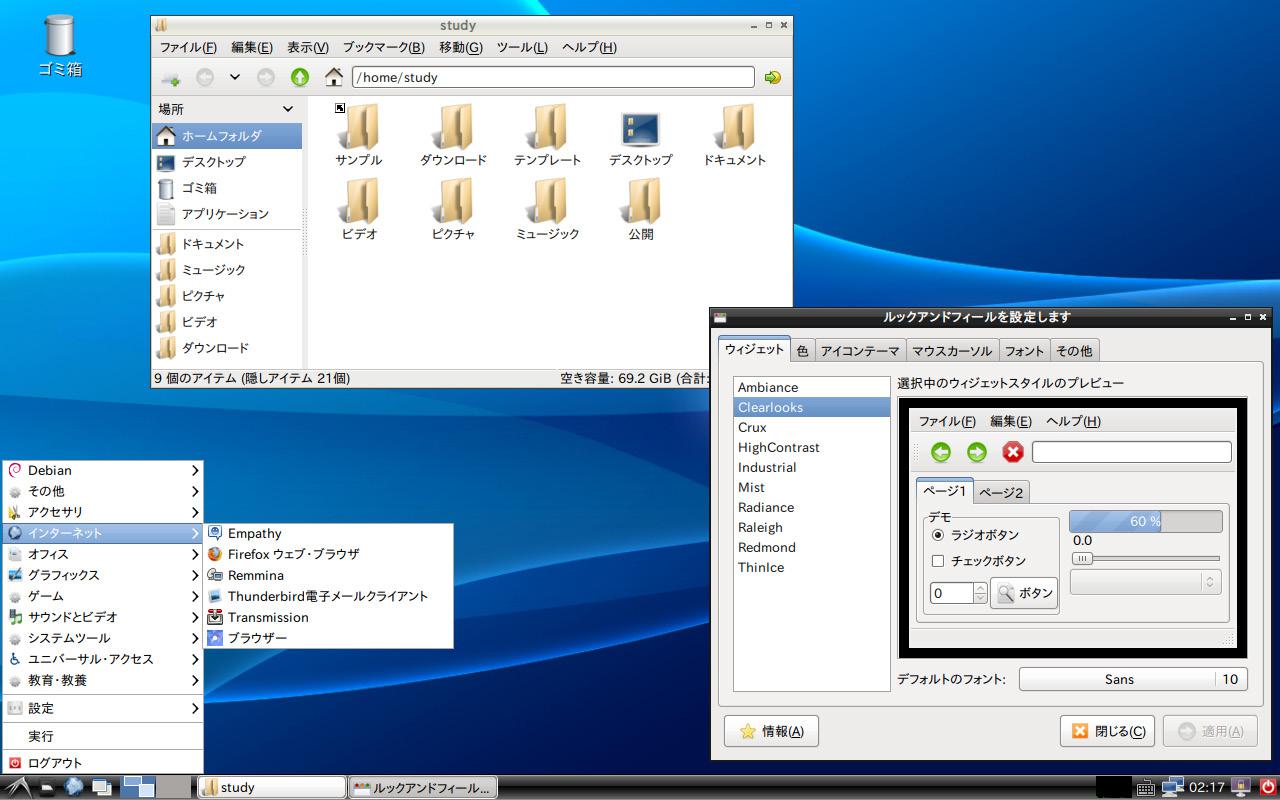 ゴミ箱
study
ファイル(F) 編集(E) 表示(V) ブックマーク(B) 移動(G) ツール(L) ヘルプ(H)
/home/study
場所
ホームフォルダ
デスクトップ
ゴミ箱
アプリケーション
ドキュメント
ミュージック
ピクチャ
ビデオ
ダウンロード
サンプル ダウンロード テンプレート デスクトップ ドキュメント
ビデオ ピクチャ ミュージック 公開
9 個のアイテム (隠しアイテム 21個) 空き容量: 69.2 GiB (合計:
ルックアンドフィールを設定します
ウィジェット 色 アイコンテーマ マウスカーソル フォント その他
Ambiance
Clearlooks
Crux
HighContrast
Industrial
Mist
Radiance
Raleigh
Redmond
ThinIce
選択中のウィジェットスタイルのプレビュー
ファイル(F) 編集(E) ヘルプ(H)
ページ1 ページ2
デモ
ラジオボタン
チェックボタン
0 ボタン
60 %
0.0
デフォルトのフォント: Sans 10
情報(A) 閉じる(C) 適用(A)
Debian
その他
アクセサリ
インターネット
オフィス
グラフィックス
ゲーム
サウンドとビデオ
システムツール
ユニバーサル・アクセス
教育・教養
設定
実行
ログアウト
Empathy
Firefox ウェブ・ブラウザ
Remmina
Thunderbird電子メールクライアント
Transmission
ブラウザー
study ルックアンドフィール... 02:17